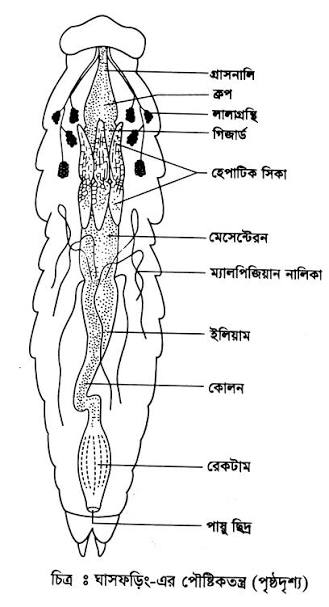 গ্রাসনালি
ক্রপ
লালাগ্রন্থি
গিজার্ড
হেপাটিক সিকা
মেসেন্টেরন
ম্যালপিজিয়ান নালিকা
ইলিয়াম
কোলন
রেকটাম
পায়ু ছিদ্র
চিত্র ঃ ঘাসফড়িং-এর পৌষ্টিকতন্ত্র (পৃষ্ঠদৃশ্য)